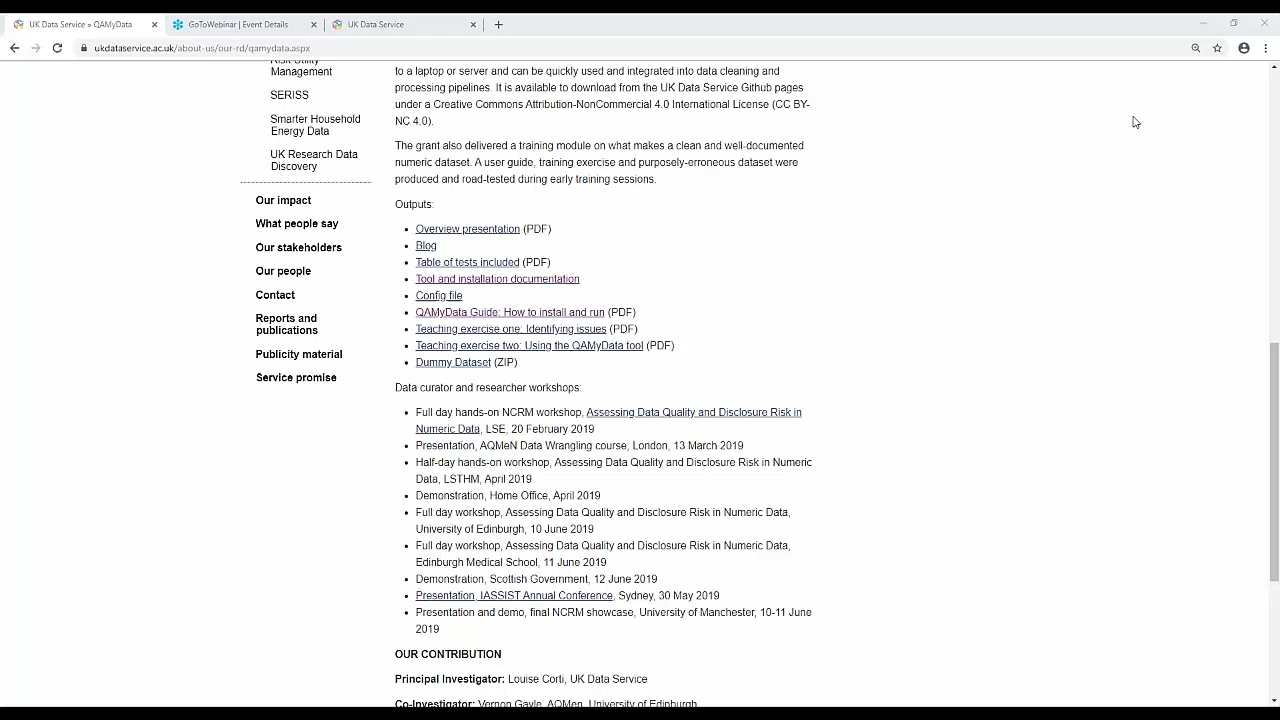 UK Data Service » QAMyData
GoToWebinar | Event Details
UK Data Service
ukdataservice.ac.uk/about-us/our-rd/qamydata.aspx
Risk Utility
Management
SERISS
Smarter Household
Energy Data
UK Research Data
Discovery
Our impact
What people say
Our stakeholders
Our people
Contact
Reports and
publications
Publicity material
Service promise
to a laptop or server and can be quickly used and integrated into data cleaning and
processing pipelines. It is available to download from the UK Data Service Github pages
under a Creative Commons Attribution-NonCommercial 4.0 International License (CC BY-
NC 4.0).
The grant also delivered a training module on what makes a clean and well-documented
numeric dataset. A user guide, training exercise and purposely-erroneous dataset were
produced and road-tested during early training sessions.
Outputs:
• Overview presentation (PDF)
• Blog
• Table of tests included (PDF)
• Tool and installation documentation
• Config file
• QAMyData Guide: How to install and run (PDF)
• Teaching exercise one: Identifying issues (PDF)
• Teaching exercise two: Using the QAMyData tool (PDF)
• Dummy Dataset (ZIP)
Data curator and researcher workshops:
• Full day hands-on NCRM workshop, Assessing Data Quality and Disclosure Risk in
Numeric Data, LSE, 20 February 2019
• Presentation, AQMeN Data Wrangling course, London, 13 March 2019
• Half-day hands-on workshop, Assessing Data Quality and Disclosure Risk in Numeric
Data, LSTHM, April 2019
• Demonstration, Home Office, April 2019
• Full day workshop, Assessing Data Quality and Disclosure Risk in Numeric Data,
University of Edinburgh, 10 June 2019
• Full day workshop, Assessing Data Quality and Disclosure Risk in Numeric Data,
Edinburgh Medical School, 11 June 2019
• Demonstration, Scottish Government, 12 June 2019
• Presentation, IASSIST Annual Conference, Sydney, 30 May 2019
• Presentation and demo, final NCRM showcase, University of Manchester, 10-11 June
2019
OUR CONTRIBUTION
Principal Investigator: Louise Corti, UK Data Service
Co-Investigator: Vernon Gayle, AQMen, University of Edinburgh